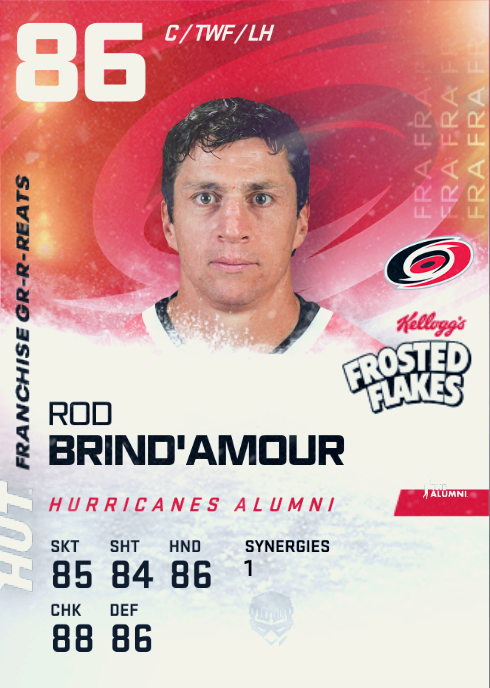 86
C / TWF / LH
FRA FRA FRA
FRA FRA FRA
FRA FRA FRA
FRANCHISE GR-R-REATS
Kellogg's
FROSTED
FLAKES
ROD
BRIND'AMOUR
HURRICANES ALUMNI
ALUMNI
HUT
SKT SHT HND SYNERGIES
85 84 86 1
CHK DEF
88 86